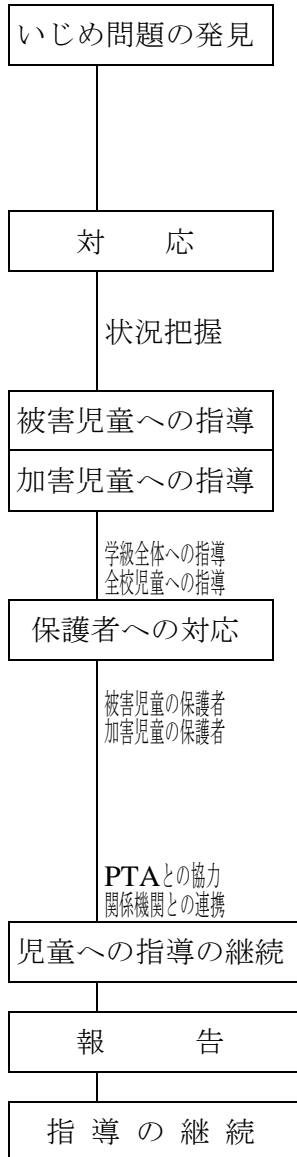 いじめ問題の発見
対　　応
状況把握
被害児童への指導
加害児童への指導
学級全体への指導
全校児童への指導
保護者への対応
被害児童の保護者
加害児童の保護者
PTAとの協力
関係機関との連携
児童への指導の継続
報　　　告
指 導 の 継 続